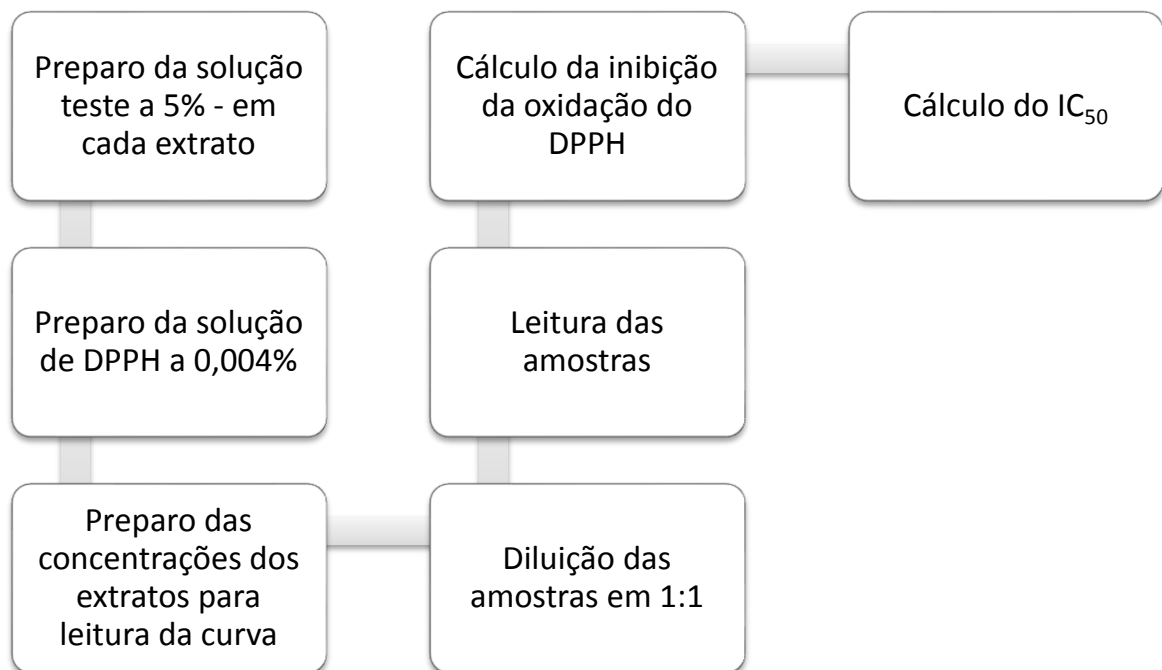 Preparo da solução
teste a 5% - em
cada extrato
Preparo da solução
de DPPH a 0,004%
Preparo das
concentrações dos
extratos para
leitura da curva
Diluição das
amostras em 1:1
Leitura das
amostras
Cálculo da inibição
da oxidação do
DPPH
Cálculo do IC₅₀